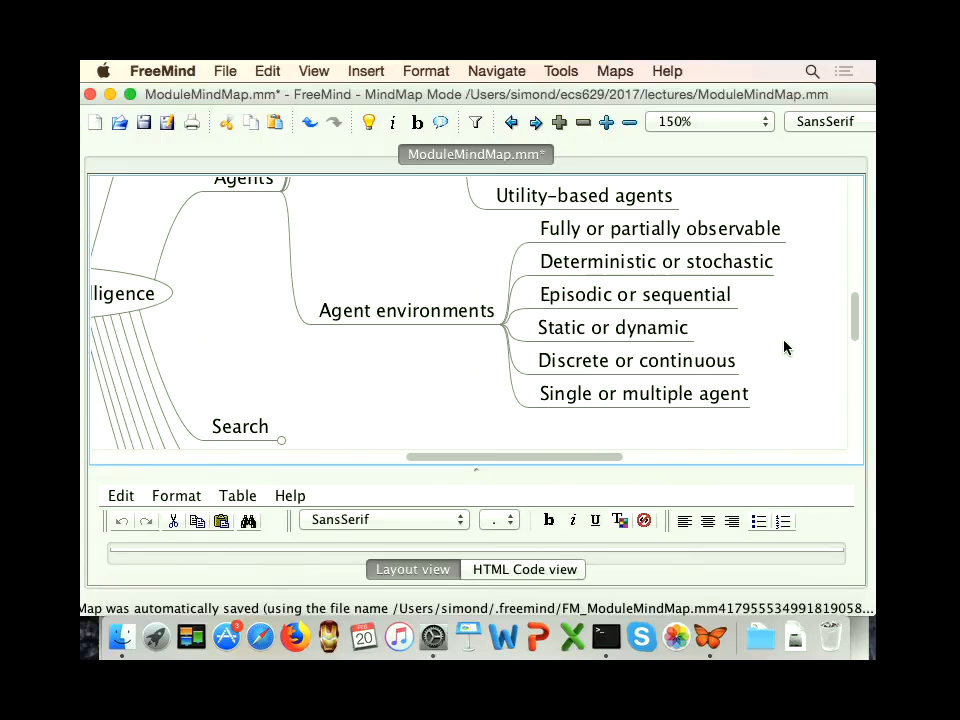 FreeMind File Edit View Insert Format Navigate Tools Maps Help
ModuleMindMap.mm* - FreeMind - MindMap Mode /Users/simond/ecs629/2017/lectures/ModuleMindMap.mm
i b 150% SansSerif
ModuleMindMap.mm*
Agents
Utility-based agents
Fully or partially observable
Deterministic or stochastic
lligence
Episodic or sequential
Agent environments
Static or dynamic
Discrete or continuous
Single or multiple agent
Search
Edit Format Table Help
SansSerif . b i U
Layout view HTML Code view
Map was automatically saved (using the file name /Users/simond/.freemind/FM_ModuleMindMap.mm4179555349918190​58...
FEB 20 3 W P X S